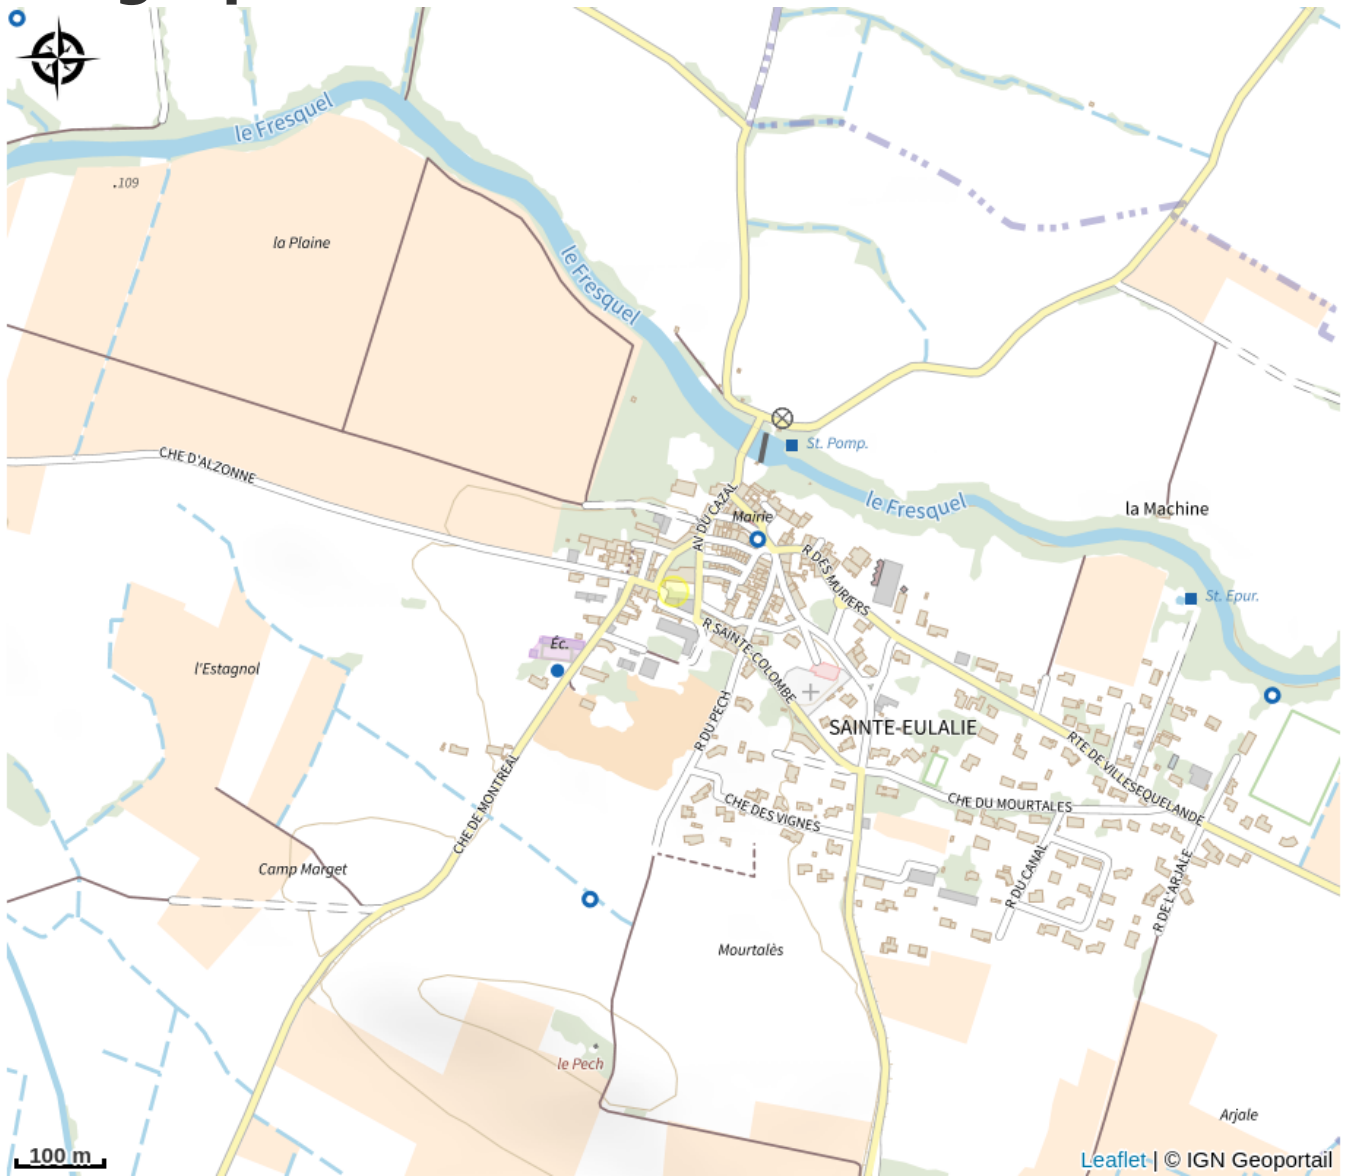 le Fresquel
.109
la Plaine
le Fresquel
St. Pomp.
CHE D'ALZONNE
AV DU CAZAL
Mairie
le Fresquel
la Machine
R DES MURIERS
St. Epur.
Éc.
R SAINTE-COLOMBE
l'Estagnol
R DU PECH
SAINTE-EULALIE
RTE DE VILLESEQUELANDE
CHE DE MONTREAL
CHE DES VIGNES
CHE DU MOURTALES
Camp Marget
R DU CANAL
R DE L'ARJALE
Mourtalès
le Pech
Arjale
100 m
Leaflet | © IGN Geoportail